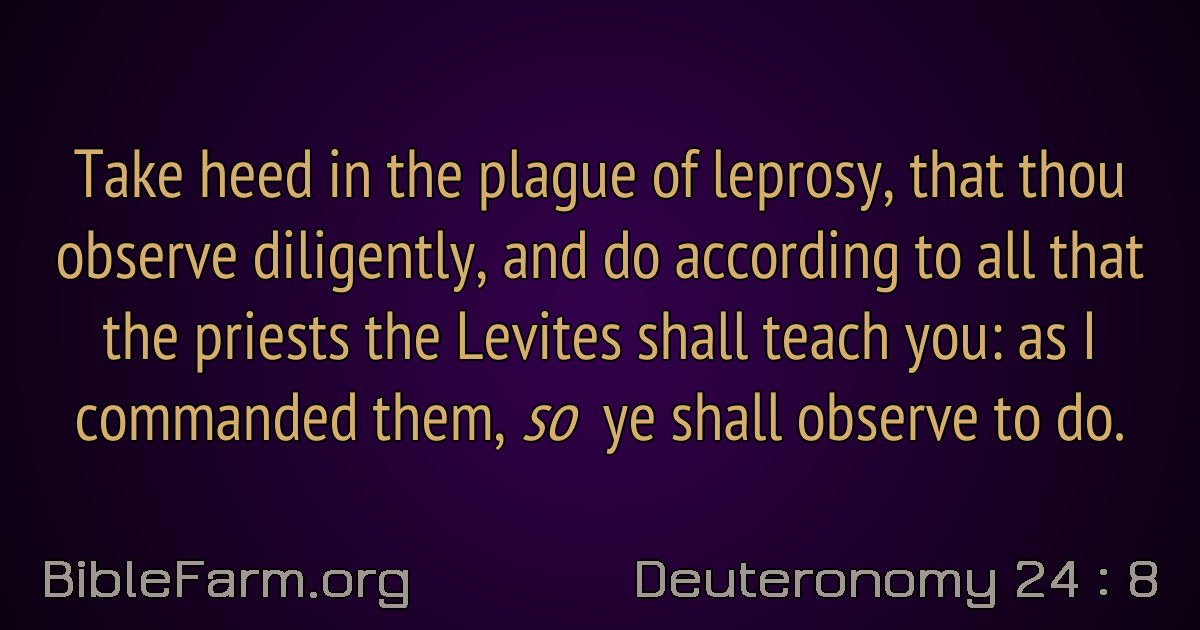 Take heed in the plague of leprosy, that thou
observe diligently, and do according to all that
the priests the Levites shall teach you: as I
commanded them, so ye shall observe to do.
BibleFarm.org
Deuteronomy 24 : 8